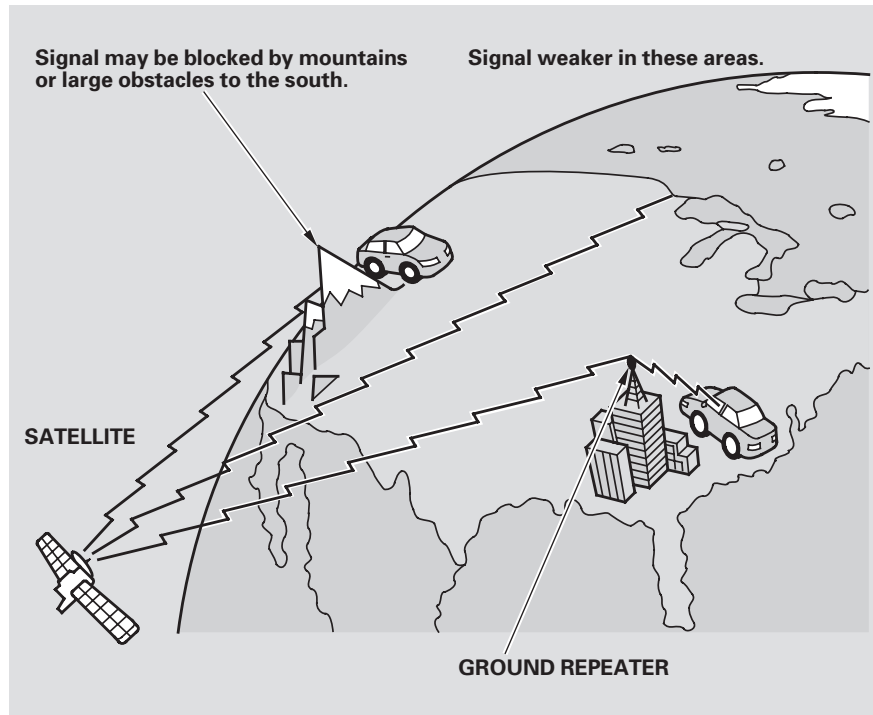 Signal may be blocked by mountains
or large obstacles to the south.
Signal weaker in these areas.
SATELLITE
GROUND REPEATER